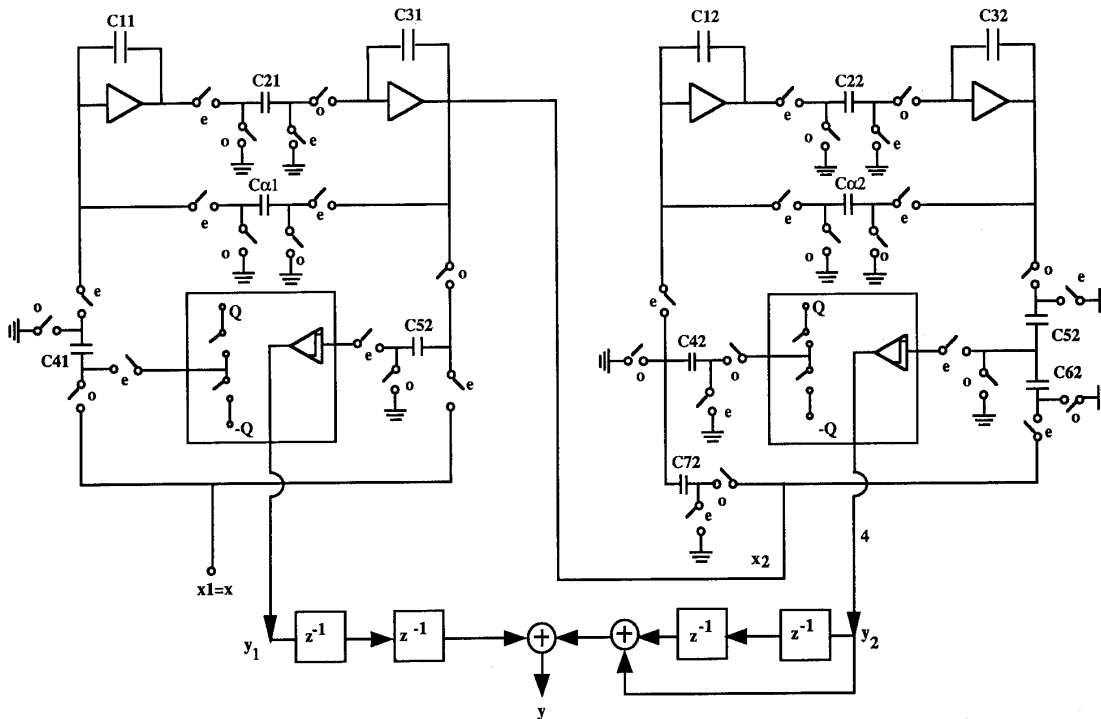 C11 C31 C12 C32
C21 C22
e o e o
o e o e
Cα1 Cα2
e e e e
o o o o
e o e o e
o Q Q
C41 C52 C42 C52
e e o e o e
o o e o C62
-Q e -Q o
e
C72
o
e
x2 4
x1=x
y1 z-1 z-1 + + z-1 z-1 y2
y